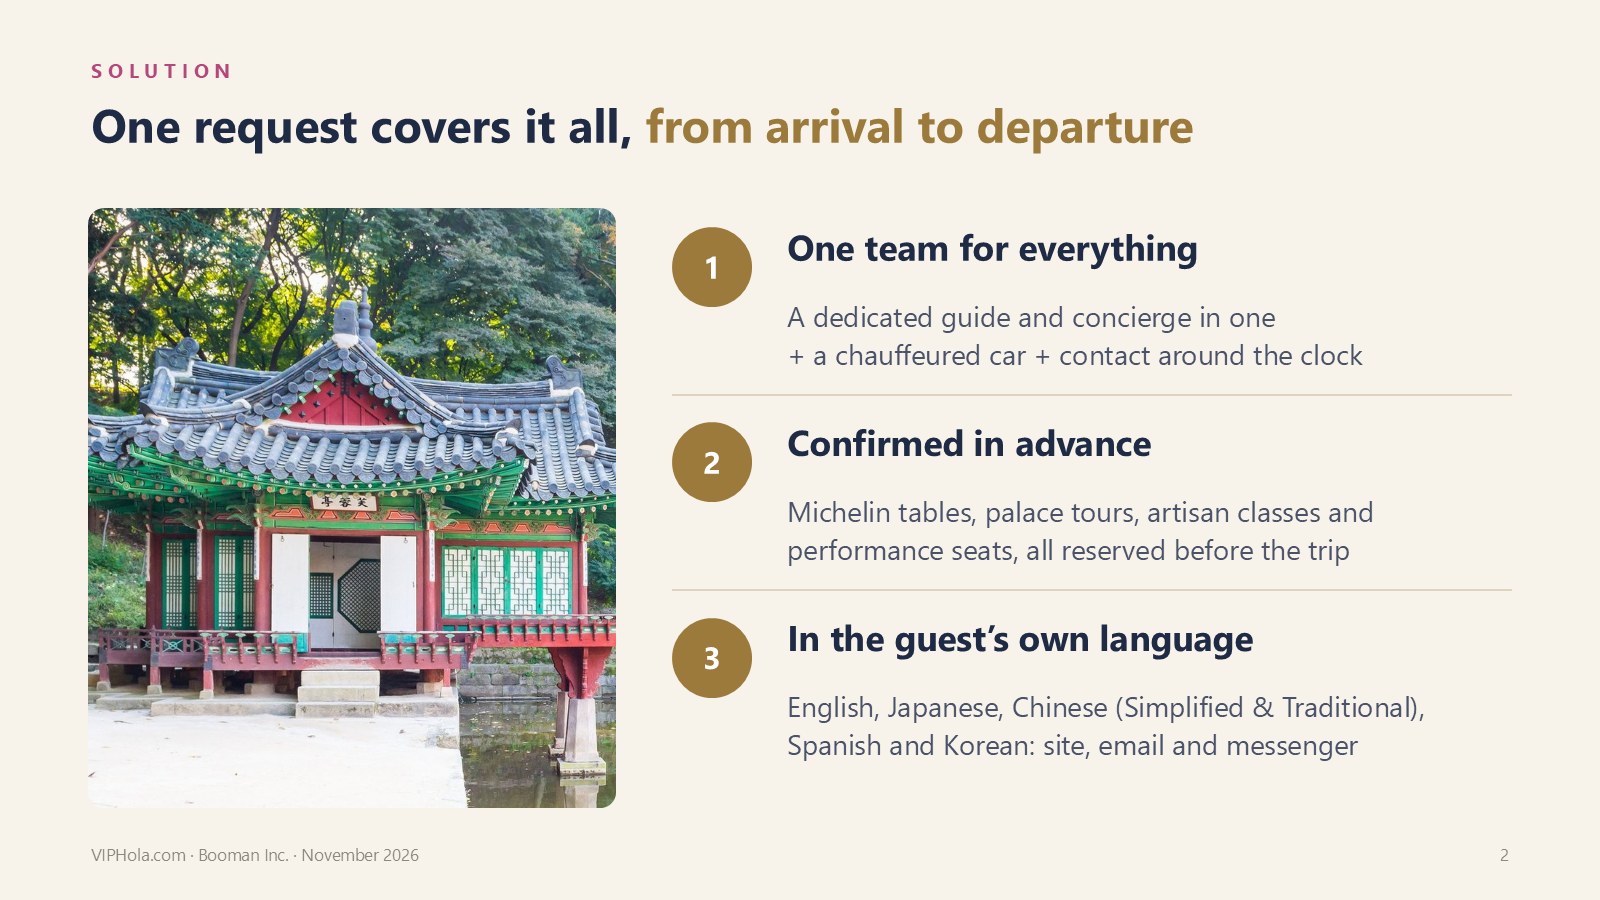 SOLUTION
One request covers it all, from arrival to departure
亭蓉芙
1
One team for everything
A dedicated guide and concierge in one
+ a chauffeured car + contact around the clock
2
Confirmed in advance
Michelin tables, palace tours, artisan classes and
performance seats, all reserved before the trip
3
In the guest’s own language
English, Japanese, Chinese (Simplified & Traditional),
Spanish and Korean: site, email and messenger
VIPHola.com · Booman Inc. · November 2026
2